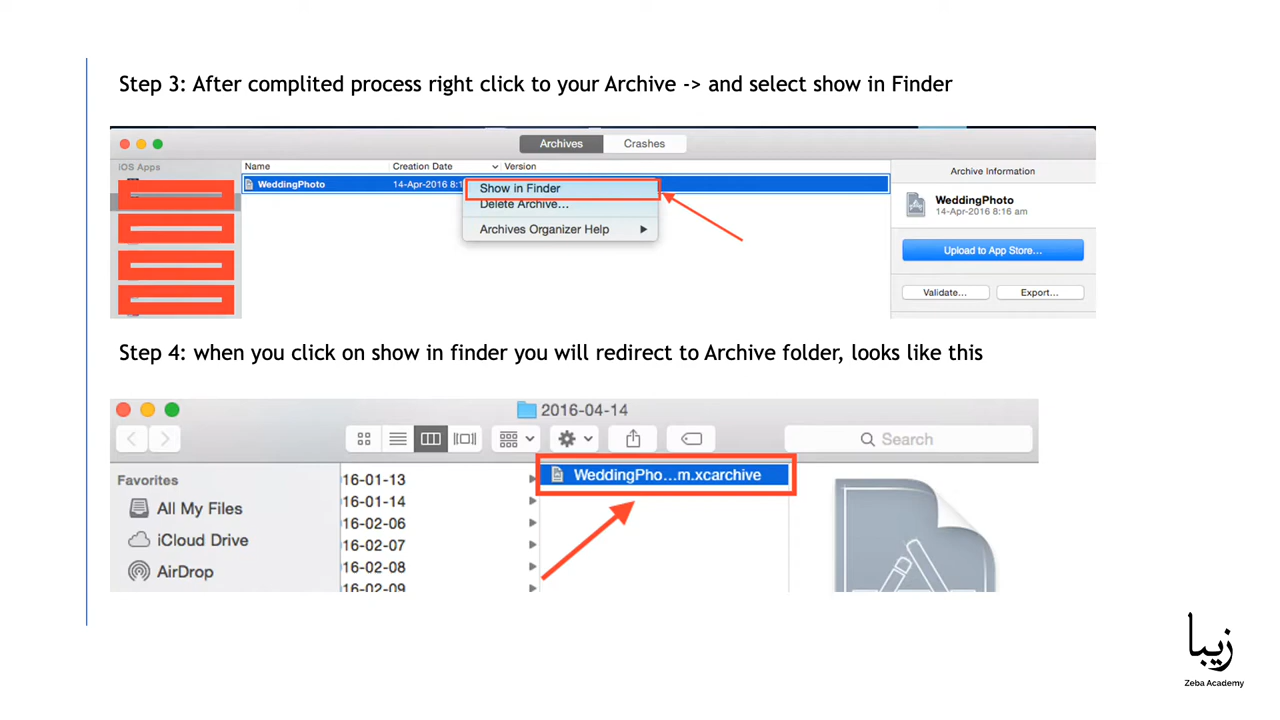 Step 3: After complited process right click to your Archive -> and select show in Finder
Archives Crashes
iOS Apps
Name Creation Date Version
Archive Information
WeddingPhoto 14-Apr-2016 8:1
Show in Finder
Delete Archive...
Archives Organizer Help
WeddingPhoto
14-Apr-2016 8:16 am
Upload to App Store...
Validate... Export...
Step 4: when you click on show in finder you will redirect to Archive folder, looks like this
2016-04-14
Search
Favorites
All My Files
iCloud Drive
AirDrop
16-01-13
16-01-14
16-02-06
16-02-07
16-02-08
16-02-09
WeddingPho...m.xcarchive
زيبا
Zeba Academy